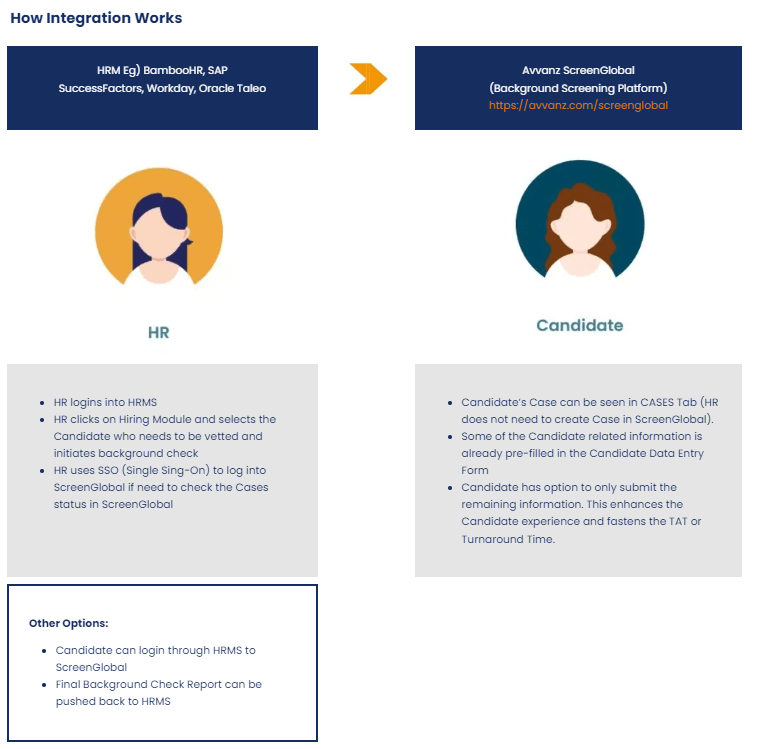 How Integration Works
HRM Eg) BambooHR, SAP
SuccessFactors, Workday, Oracle Taleo
Avvanz ScreenGlobal
(Background Screening Platform)
https://avvanz.com/screenglobal
HR
Candidate
• HR logins into HRMS
• HR clicks on Hiring Module and selects the
Candidate who needs to be vetted and
initiates background check
• HR uses SSO (Single Sing-On) to log into
ScreenGlobal if need to check the Cases
status in ScreenGlobal
• Candidate's Case can be seen in CASES Tab (HR
does not need to create Case in ScreenGlobal).
• Some of the Candidate related information is
already pre-filled in the Candidate Data Entry
Form
• Candidate has option to only submit the
remaining information. This enhances the
Candidate experience and fastens the TAT or
Turnaround Time.
Other Options:
• Candidate can login through HRMS to
ScreenGlobal
• Final Background Check Report can be
pushed back to HRMS